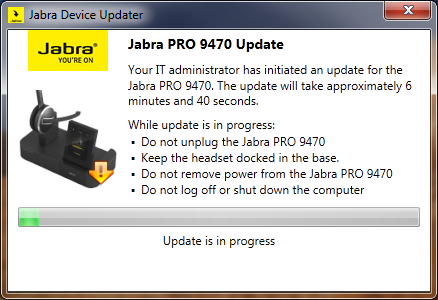 Jabra Device Updater
Jabra
YOU'RE ON
Jabra PRO 9470 Update
Your IT administrator has initiated an update for the
Jabra PRO 9470. The update will take approximately 6
minutes and 40 seconds.
While update is in progress:
▪ Do not unplug the Jabra PRO 9470
▪ Keep the headset docked in the base.
▪ Do not remove power from the Jabra PRO 9470
▪ Do not log off or shut down the computer
Update is in progress